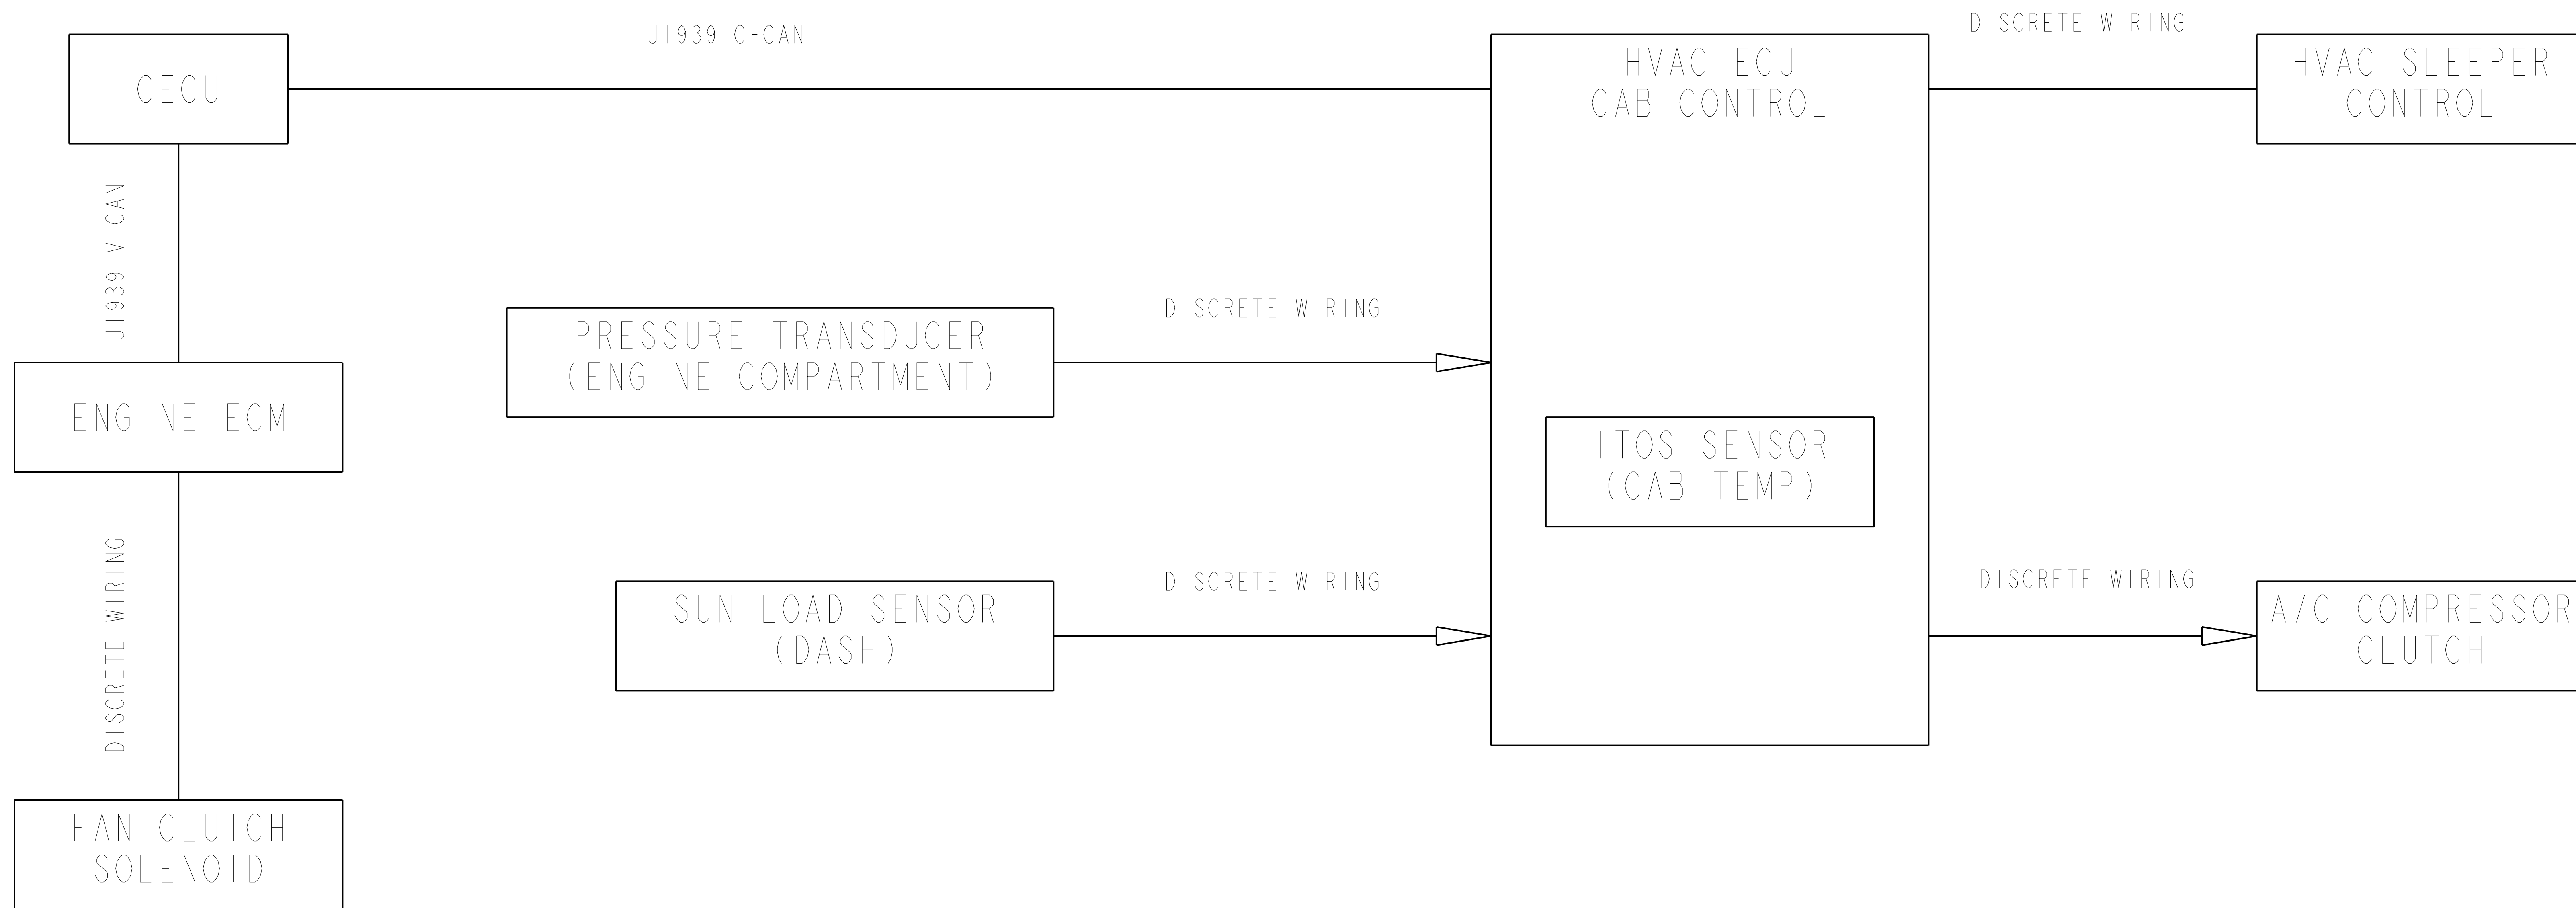 J1939 C-CAN
DISCRETE WIRING
CECU
HVAC ECU
CAB CONTROL
HVAC SLEEPER
CONTROL
J1939 V-CAN
PRESSURE TRANSDUCER
(ENGINE COMPARTMENT)
DISCRETE WIRING
ENGINE ECM
ITOS SENSOR
(CAB TEMP)
DISCRETE WIRING
SUN LOAD SENSOR
(DASH)
DISCRETE WIRING
DISCRETE WIRING
A/C COMPRESSOR
CLUTCH
FAN CLUTCH
SOLENOID